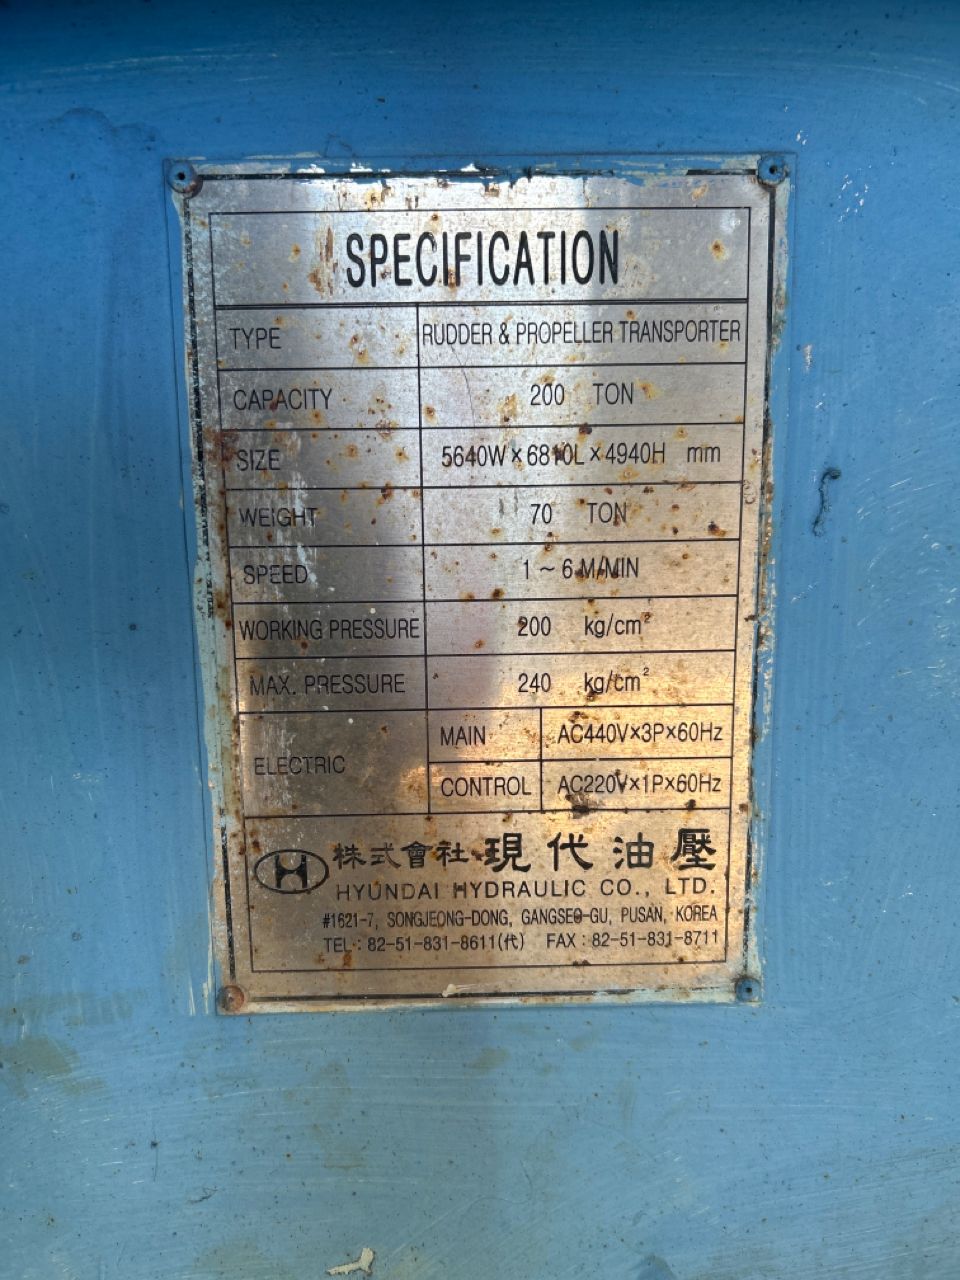 SPECIFICATION
TYPE RUDDER & PROPELLER TRANSPORTER
CAPACITY 200 TON
SIZE 5640W×6810L×4940H mm
WEIGHT 70 TON
SPEED 1~6 M/MIN
WORKING PRESSURE 200 kg/cm²
MAX. PRESSURE 240 kg/cm²
ELECTRIC MAIN AC440V×3P×60Hz
CONTROL AC220V×1P×60Hz
株式會社 現代油壓
HYUNDAI HYDRAULIC CO., LTD.
#1621-7, SONGJEONG-DONG, GANGSEO-GU, PUSAN, KOREA
TEL : 82-51-831-8611(代) FAX : 82-51-831-8711